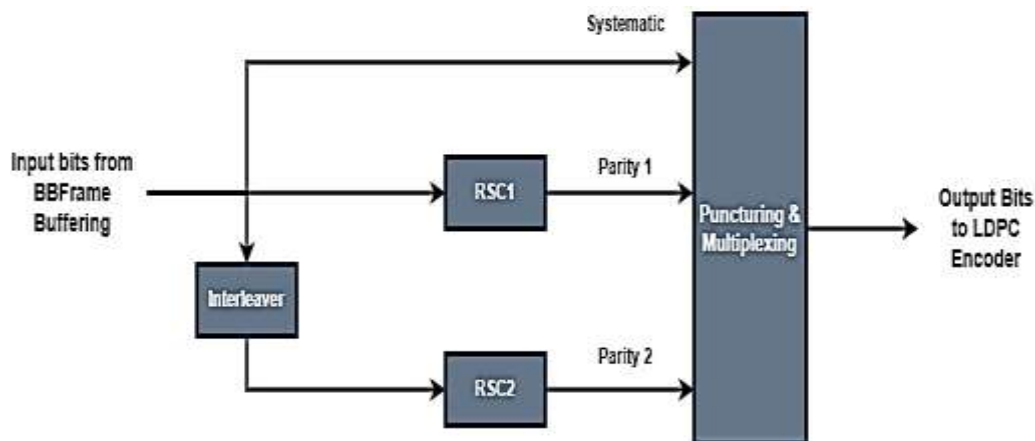 Systematic
Input bits from
BBFrame
Buffering
RSC1
Parity 1
Puncturing &
Multiplexing
Output Bits
to LDPC
Encoder
Interleaver
RSC2
Parity 2